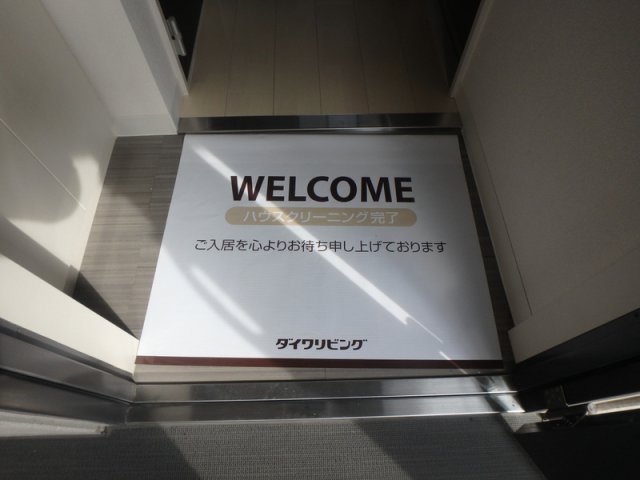 WELCOME
ハウスクリーニング完了
ご入居を心よりお待ち申し上げております
ダイワリビング